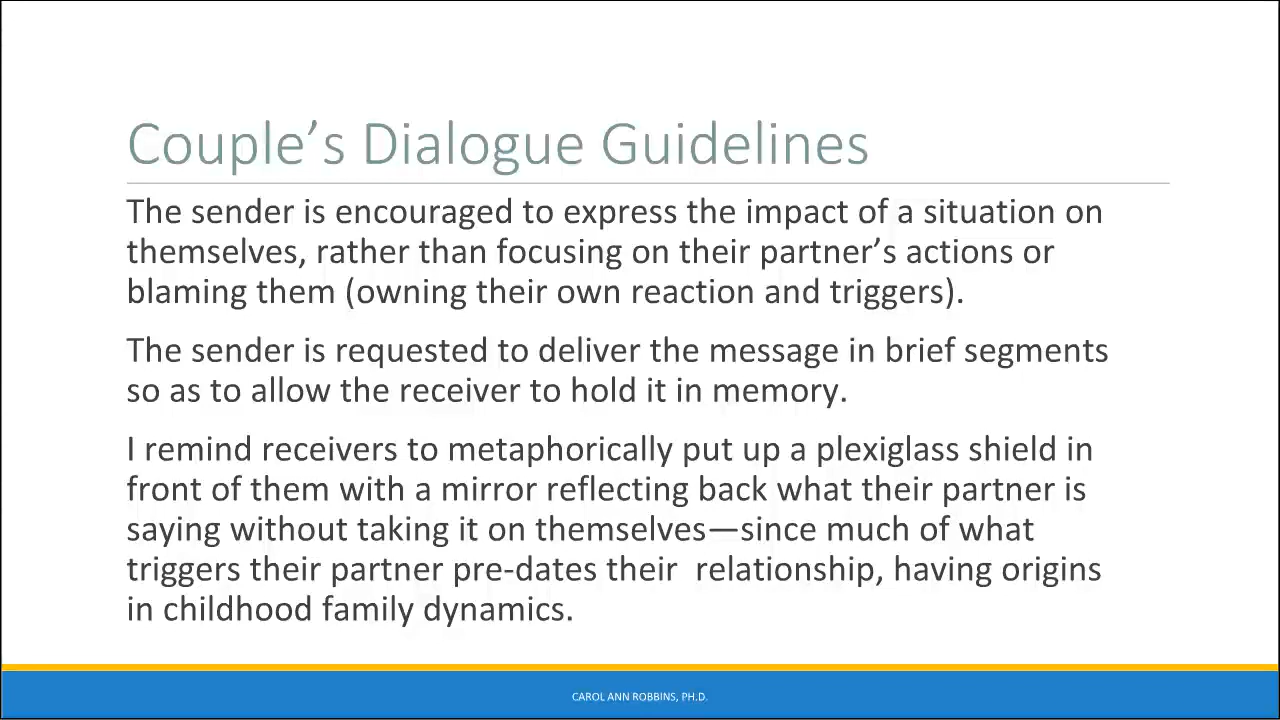 Couple’s Dialogue Guidelines
The sender is encouraged to express the impact of a situation on
themselves, rather than focusing on their partner’s actions or
blaming them (owning their own reaction and triggers).
The sender is requested to deliver the message in brief segments
so as to allow the receiver to hold it in memory.
I remind receivers to metaphorically put up a plexiglass shield in
front of them with a mirror reflecting back what their partner is
saying without taking it on themselves—since much of what
triggers their partner pre-dates their  relationship, having origins
in childhood family dynamics.
CAROL ANN ROBBINS, PH.D.